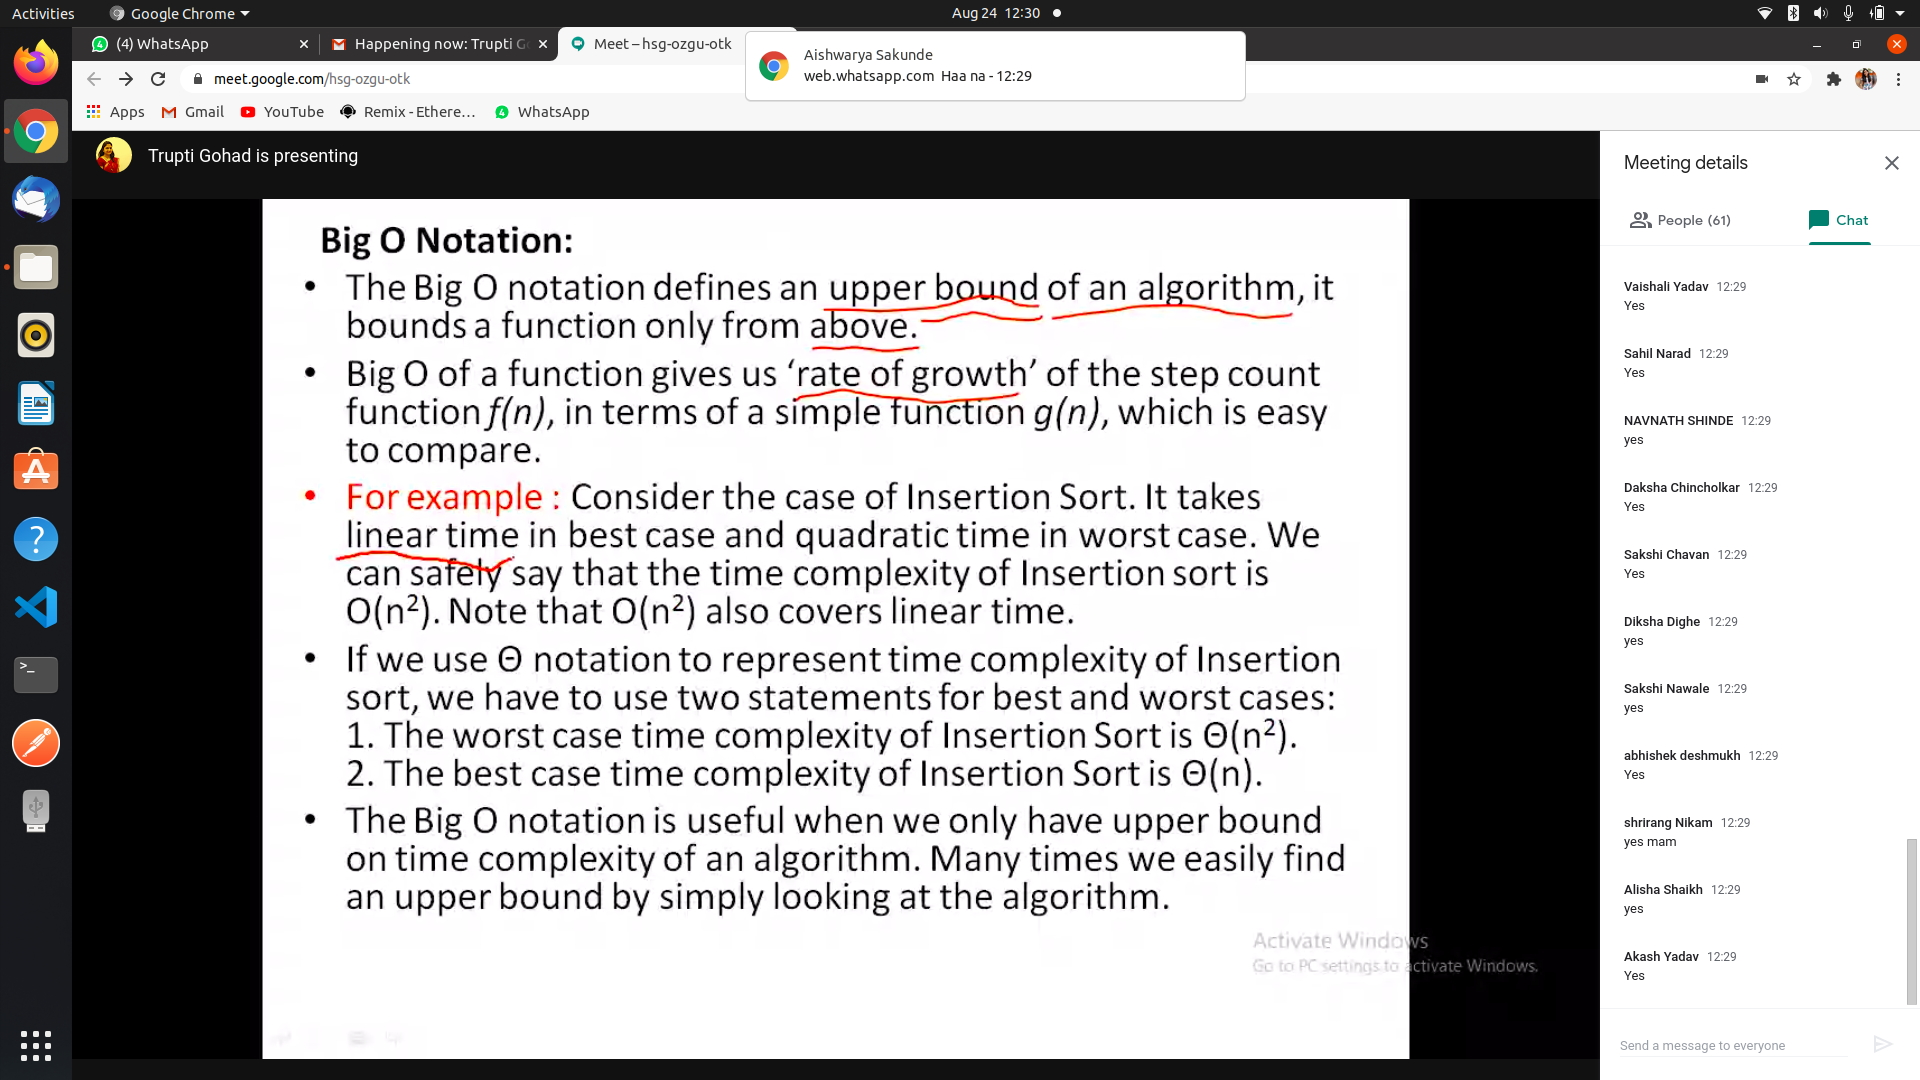 Activities
Google Chrome
Aug 24 12:30
(4) WhatsApp
Happening now: Trupti G
Meet – hsg-ozgu-otk
Aishwarya Sakunde
web.whatsapp.com Haa na - 12:29
meet.google.com/hsg-ozgu-otk
Apps
Gmail
YouTube
Remix - Ethere…
WhatsApp
Trupti Gohad is presenting
Big O Notation:
• The Big O notation defines an upper bound of an algorithm, it
bounds a function only from above.
• Big O of a function gives us ‘rate of growth’ of the step count
function f(n), in terms of a simple function g(n), which is easy
to compare.
• For example : Consider the case of Insertion Sort. It takes
linear time in best case and quadratic time in worst case. We
can safely say that the time complexity of Insertion sort is
O(n²). Note that O(n²) also covers linear time.
• If we use Θ notation to represent time complexity of Insertion
sort, we have to use two statements for best and worst cases:
1. The worst case time complexity of Insertion Sort is Θ(n²).
2. The best case time complexity of Insertion Sort is Θ(n).
• The Big O notation is useful when we only have upper bound
on time complexity of an algorithm. Many times we easily find
an upper bound by simply looking at the algorithm.
Activate Windows
Go to PC settings to activate Windows.
Meeting details
People (61)
Chat
Vaishali Yadav 12:29
Yes
Sahil Narad 12:29
Yes
NAVNATH SHINDE 12:29
yes
Daksha Chincholkar 12:29
Yes
Sakshi Chavan 12:29
Yes
Diksha Dighe 12:29
yes
Sakshi Nawale 12:29
yes
abhishek deshmukh 12:29
Yes
shrirang Nikam 12:29
yes mam
Alisha Shaikh 12:29
yes
Akash Yadav 12:29
Yes
Send a message to everyone